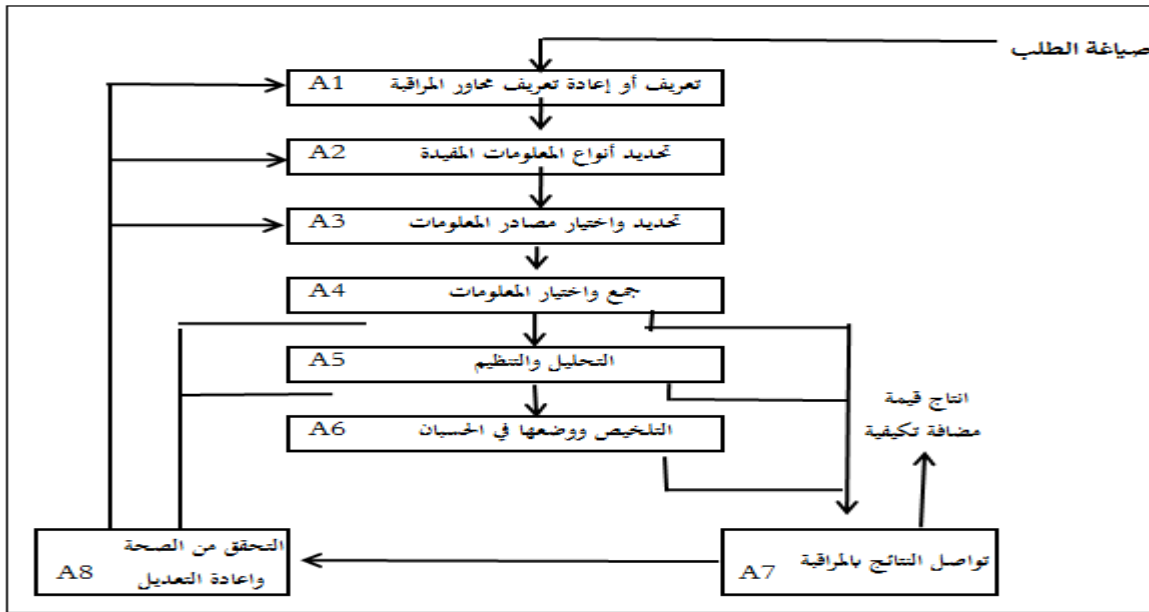 صياغة الطلب
A1 تعريف أو إعادة تعريف محاور المراقبة
A2 تحديد أنواع المعلومات المفيدة
A3 تحديد واختيار مصادر المعلومات
A4 جمع واختيار المعلومات
A5 التحليل والتنظيم
A6 التلخيص ووضعها في الحسبان
انتاج قيمة
مضافة تكيفية
A7 تواصل النتائج بالمراقبة
التحقق من الصحة
A8 واعادة التعديل